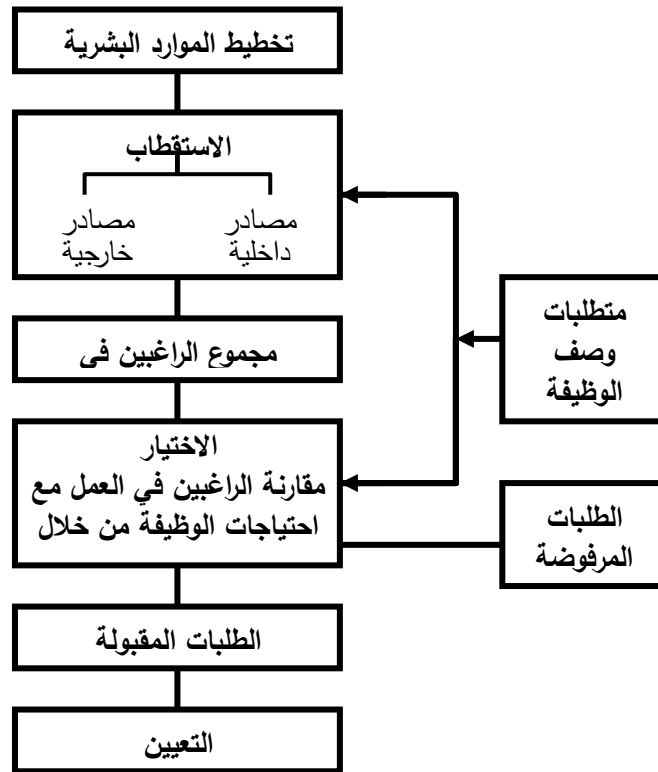 تخطيط الموارد البشرية
الاستقطاب
مصادر
داخلية
مصادر
خارجية
متطلبات
وصف
الوظيفة
مجموع الراغبين في
الاختيار
مقارنة الراغبين في العمل مع
احتياجات الوظيفة من خلال
الطلبات
المرفوضة
الطلبات المقبولة
التعيين